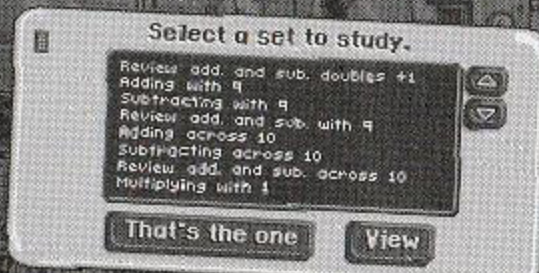 Select a set to study.
Review add. and sub. doubles +1
Adding with 9
Subtracting with 9
Review add. and sub. with 9
Adding across 10
Subtracting across 10
Review add. and sub. across 10
Multiplying with 1
That's the one
View